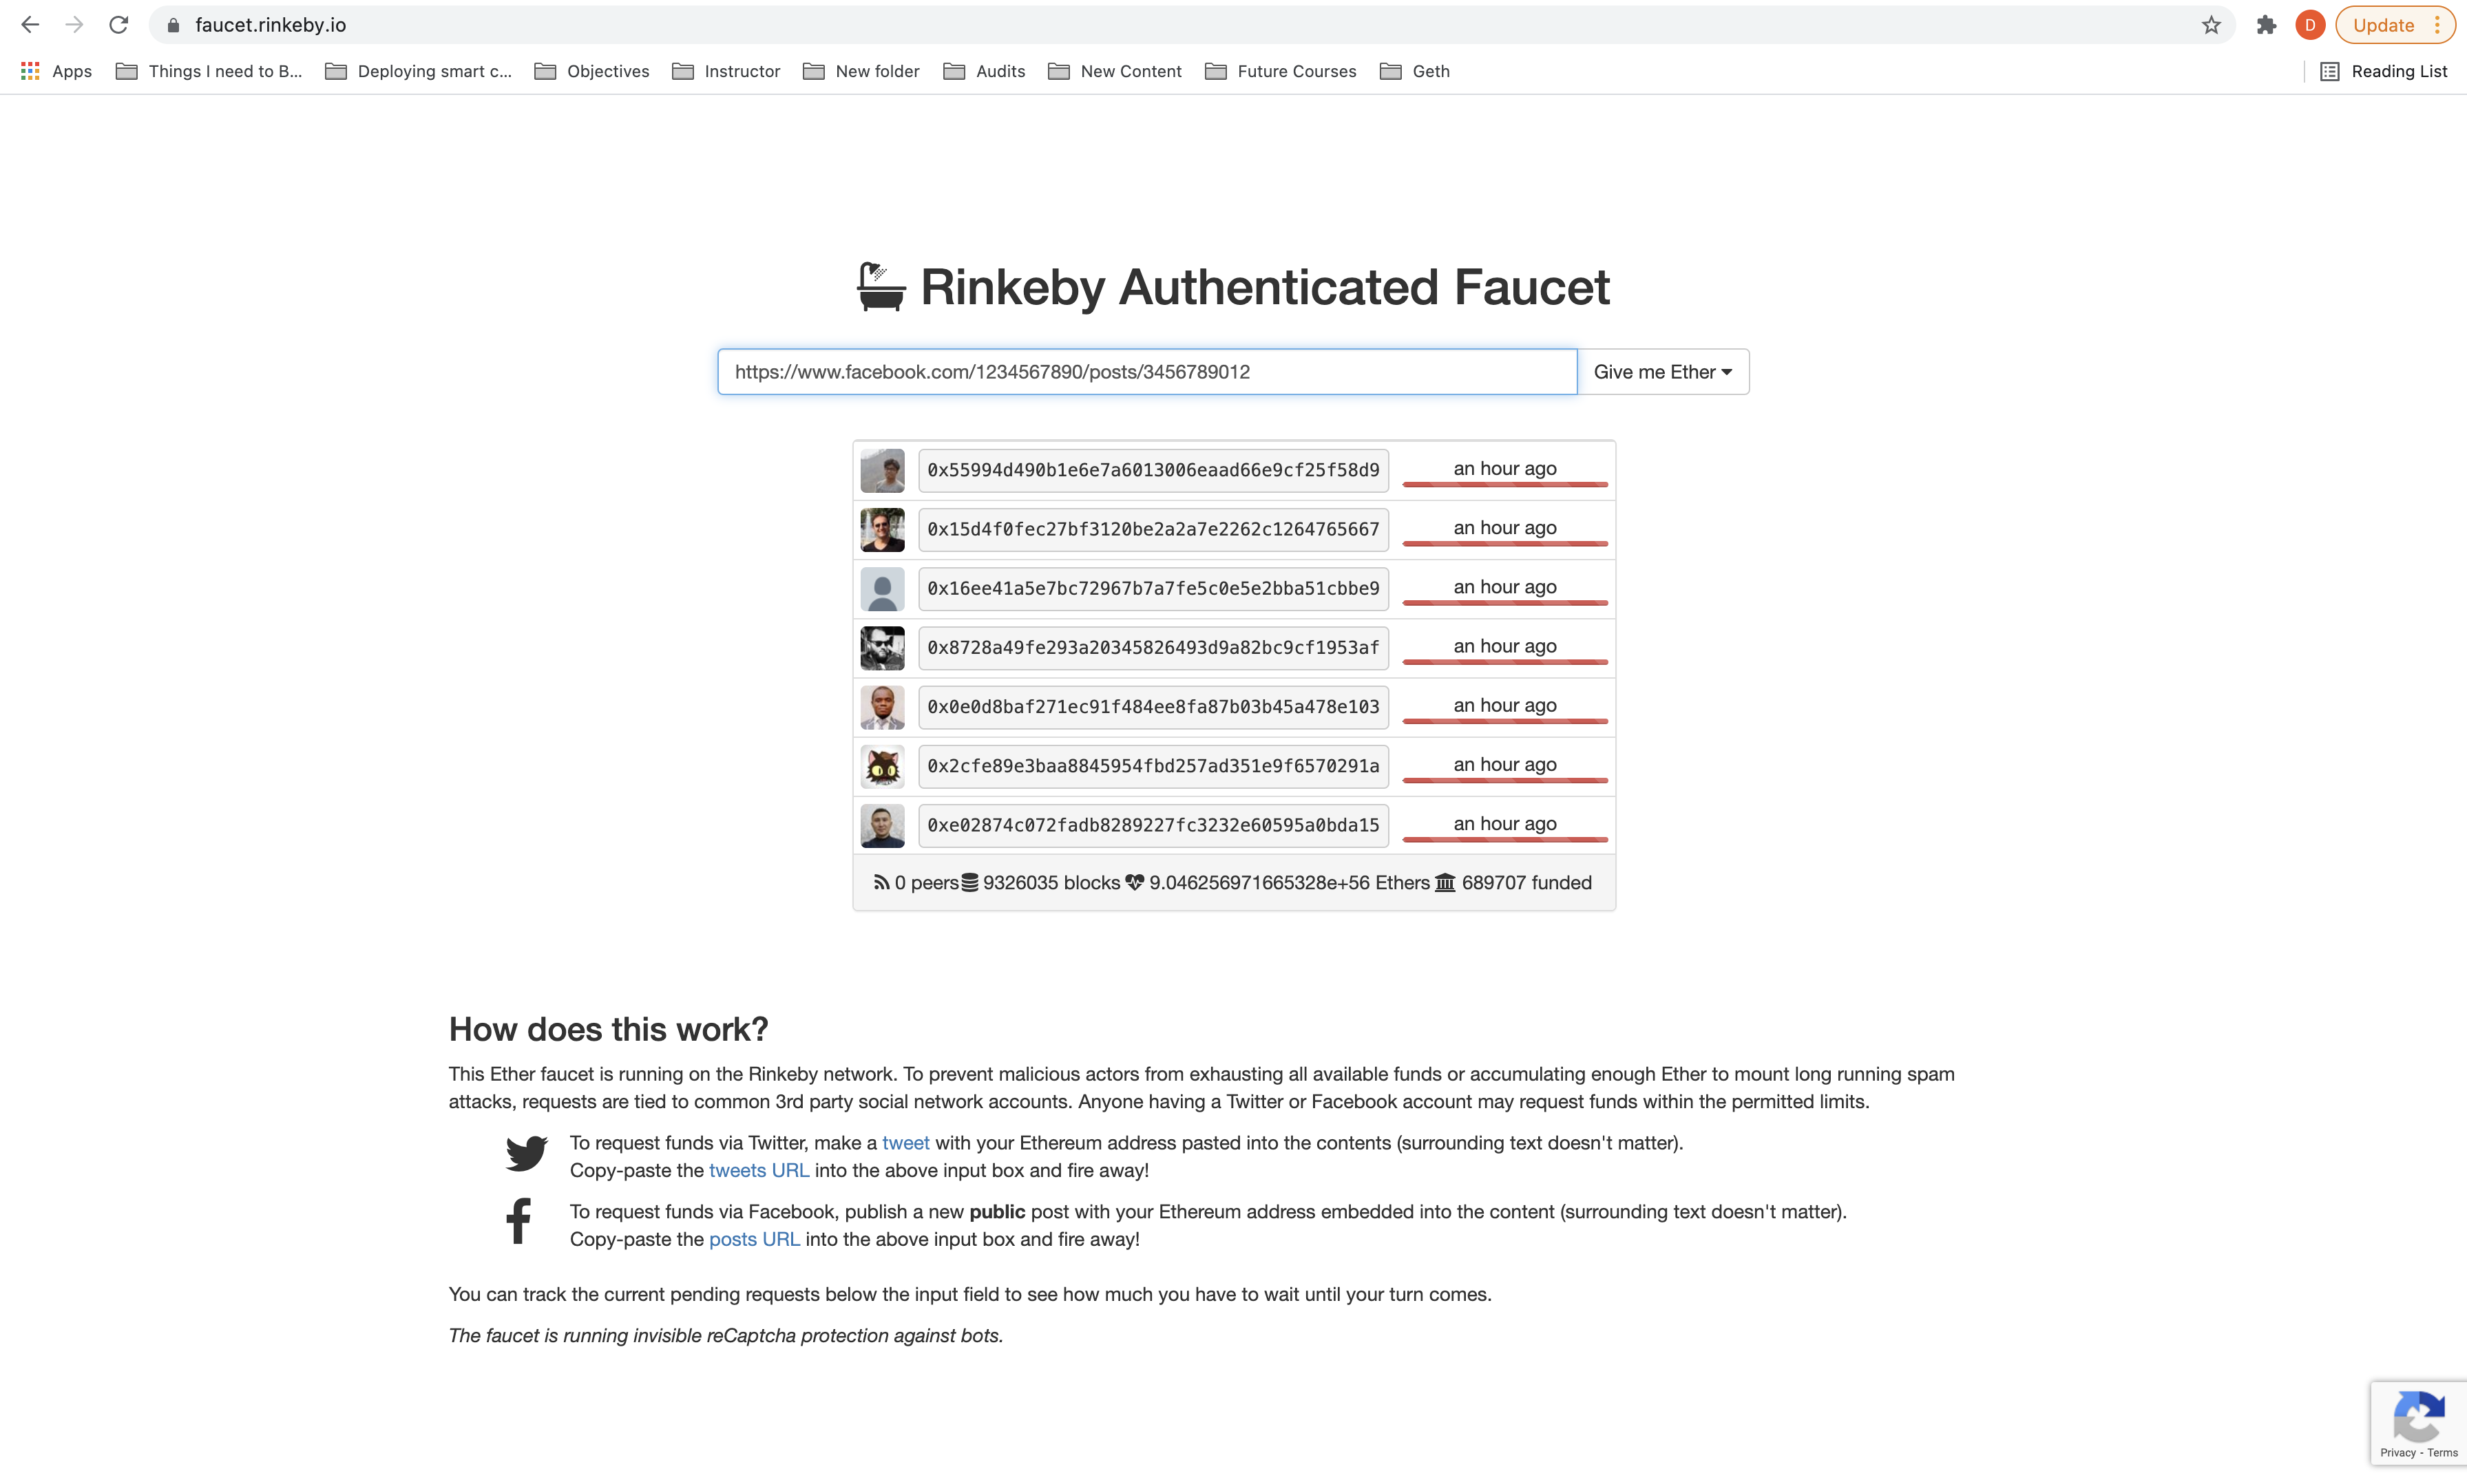 faucet.rinkeby.io
D
Update
Apps
Things I need to B...
Deploying smart c...
Objectives
Instructor
New folder
Audits
New Content
Future Courses
Geth
Reading List
Rinkeby Authenticated Faucet
https://www.facebook.com/1234567890/posts/3456789012
Give me Ether
0x55994d490b1e6e7a6013006eaad66e9cf25f58d9 an hour ago
0x15d4f0fec27bf3120be2a2a7e2262c1264765667 an hour ago
0x16ee41a5e7bc72967b7a7fe5c0e5e2bba51cbbe9 an hour ago
0x8728a49fe293a20345826493d9a82bc9cf1953af an hour ago
0x0e0d8baf271ec91f484ee8fa87b03b45a478e103 an hour ago
0x2cfe89e3baa8845954fbd257ad351e9f6570291a an hour ago
0xe02874c072fadb8289227fc3232e60595a0bda15 an hour ago
0 peers 9326035 blocks 9.046256971665328e+56 Ethers 689707 funded
How does this work?
This Ether faucet is running on the Rinkeby network. To prevent malicious actors from exhausting all available funds or accumulating enough Ether to mount long running spam
attacks, requests are tied to common 3rd party social network accounts. Anyone having a Twitter or Facebook account may request funds within the permitted limits.
To request funds via Twitter, make a tweet with your Ethereum address pasted into the contents (surrounding text doesn't matter).
Copy-paste the tweets URL into the above input box and fire away!
To request funds via Facebook, publish a new public post with your Ethereum address embedded into the content (surrounding text doesn't matter).
Copy-paste the posts URL into the above input box and fire away!
You can track the current pending requests below the input field to see how much you have to wait until your turn comes.
The faucet is running invisible reCaptcha protection against bots.
Privacy - Terms